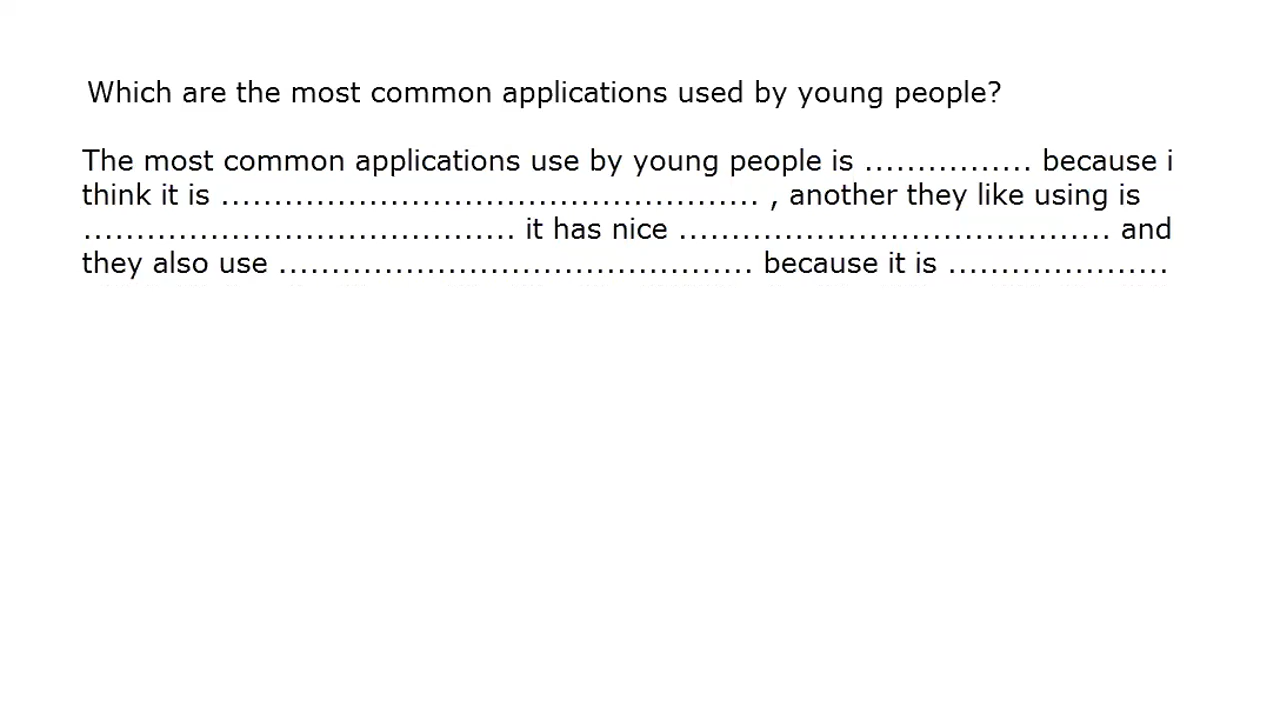 Which are the most common applications used by young people?
The most common applications use by young people is ................ because i
think it is ................................................... , another they like using is
......................................... it has nice ......................................... and
they also use ............................................. because it is .....................